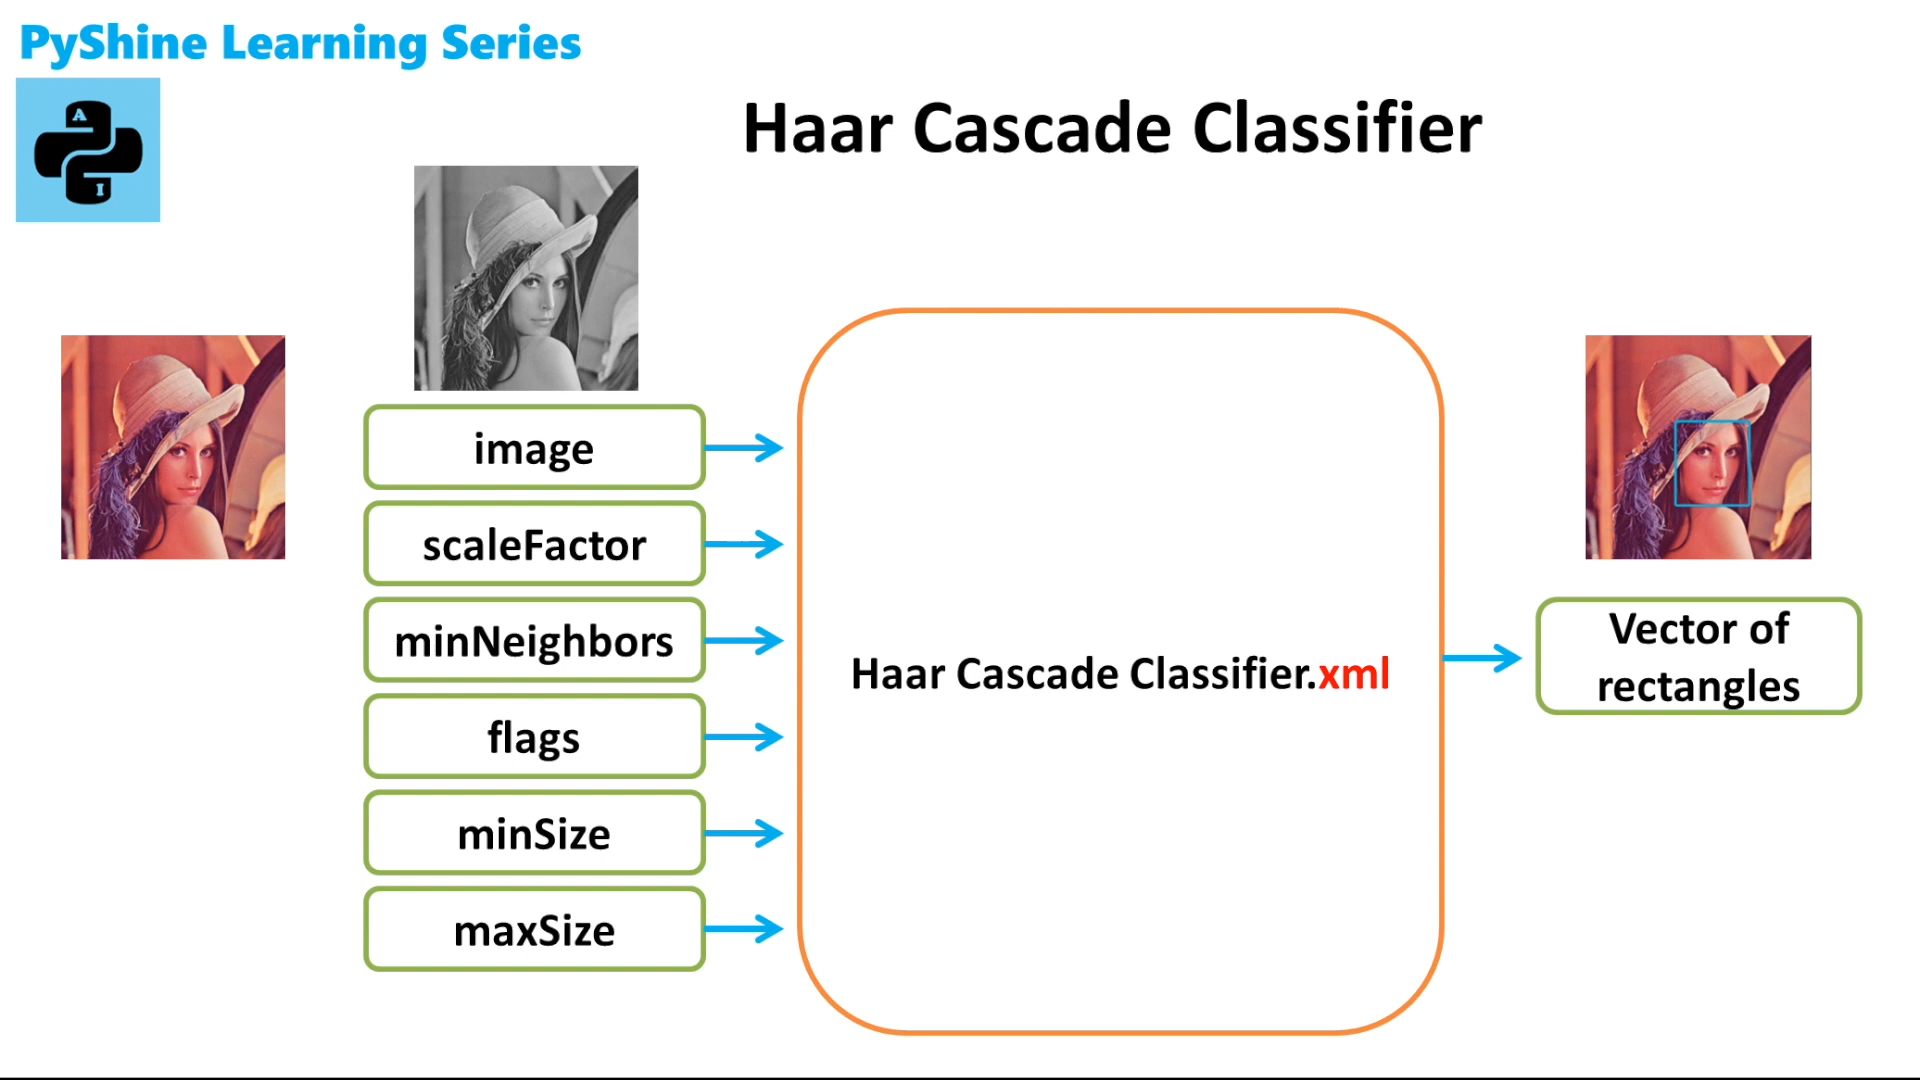 PyShine Learning Series
A
I
Haar Cascade Classifier
image
scaleFactor
minNeighbors
flags
minSize
maxSize
Haar Cascade Classifier.xml
Vector of
rectangles